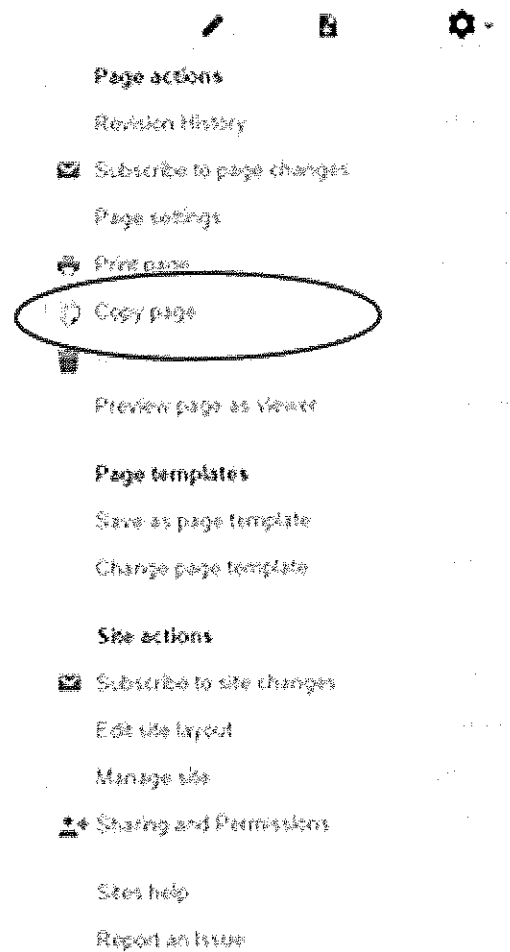 Page actions
Revision History
Subscribe to page changes
Page settings
Print page
Copy page
Preview page as viewer
Page templates
Save as page template
Change page template
Site actions
Subscribe to site changes
Edit site layout
Manage site
Sharing and Permissions
Sites help
Report an Issue